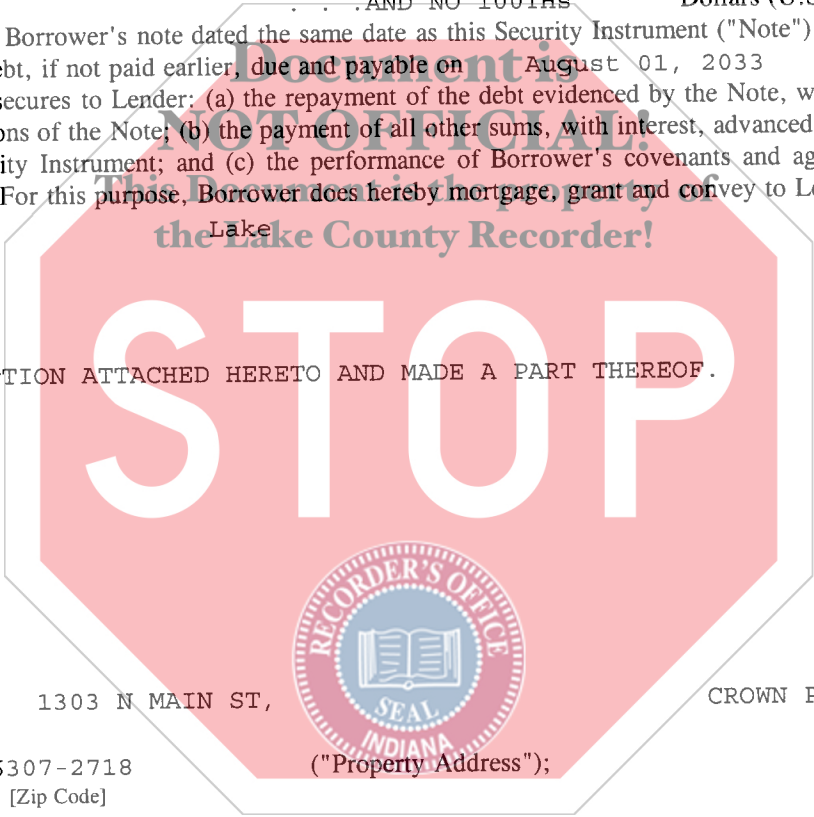 . . .AND NO 100THS Dollars (U.S
Borrower's note dated the same date as this Security Instrument ("Note")
ebt, if not paid earlier, due and payable on August 01, 2033
secures to Lender: (a) the repayment of the debt evidenced by the Note, w
ons of the Note; (b) the payment of all other sums, with interest, advanced
ity Instrument; and (c) the performance of Borrower's covenants and ag
For this purpose, Borrower does hereby mortgage, grant and convey to Le
Lake
Document is
NOT OFFICIAL!
This Document is the property of
the Lake County Recorder!
STOP
TION ATTACHED HERETO AND MADE A PART THEREOF.
RECORDER'S OFFICE
SEAL
INDIANA
1303 N MAIN ST, CROWN P
6307-2718 ("Property Address");
[Zip Code]